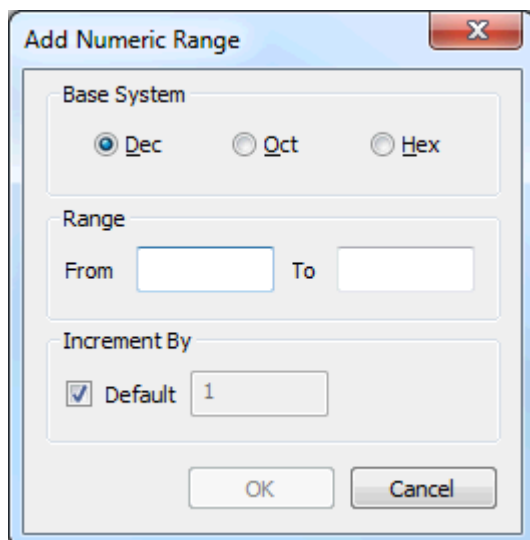 Add Numeric Range
Base System
Dec Oct Hex
Range
From To
Increment By
Default 1
OK Cancel